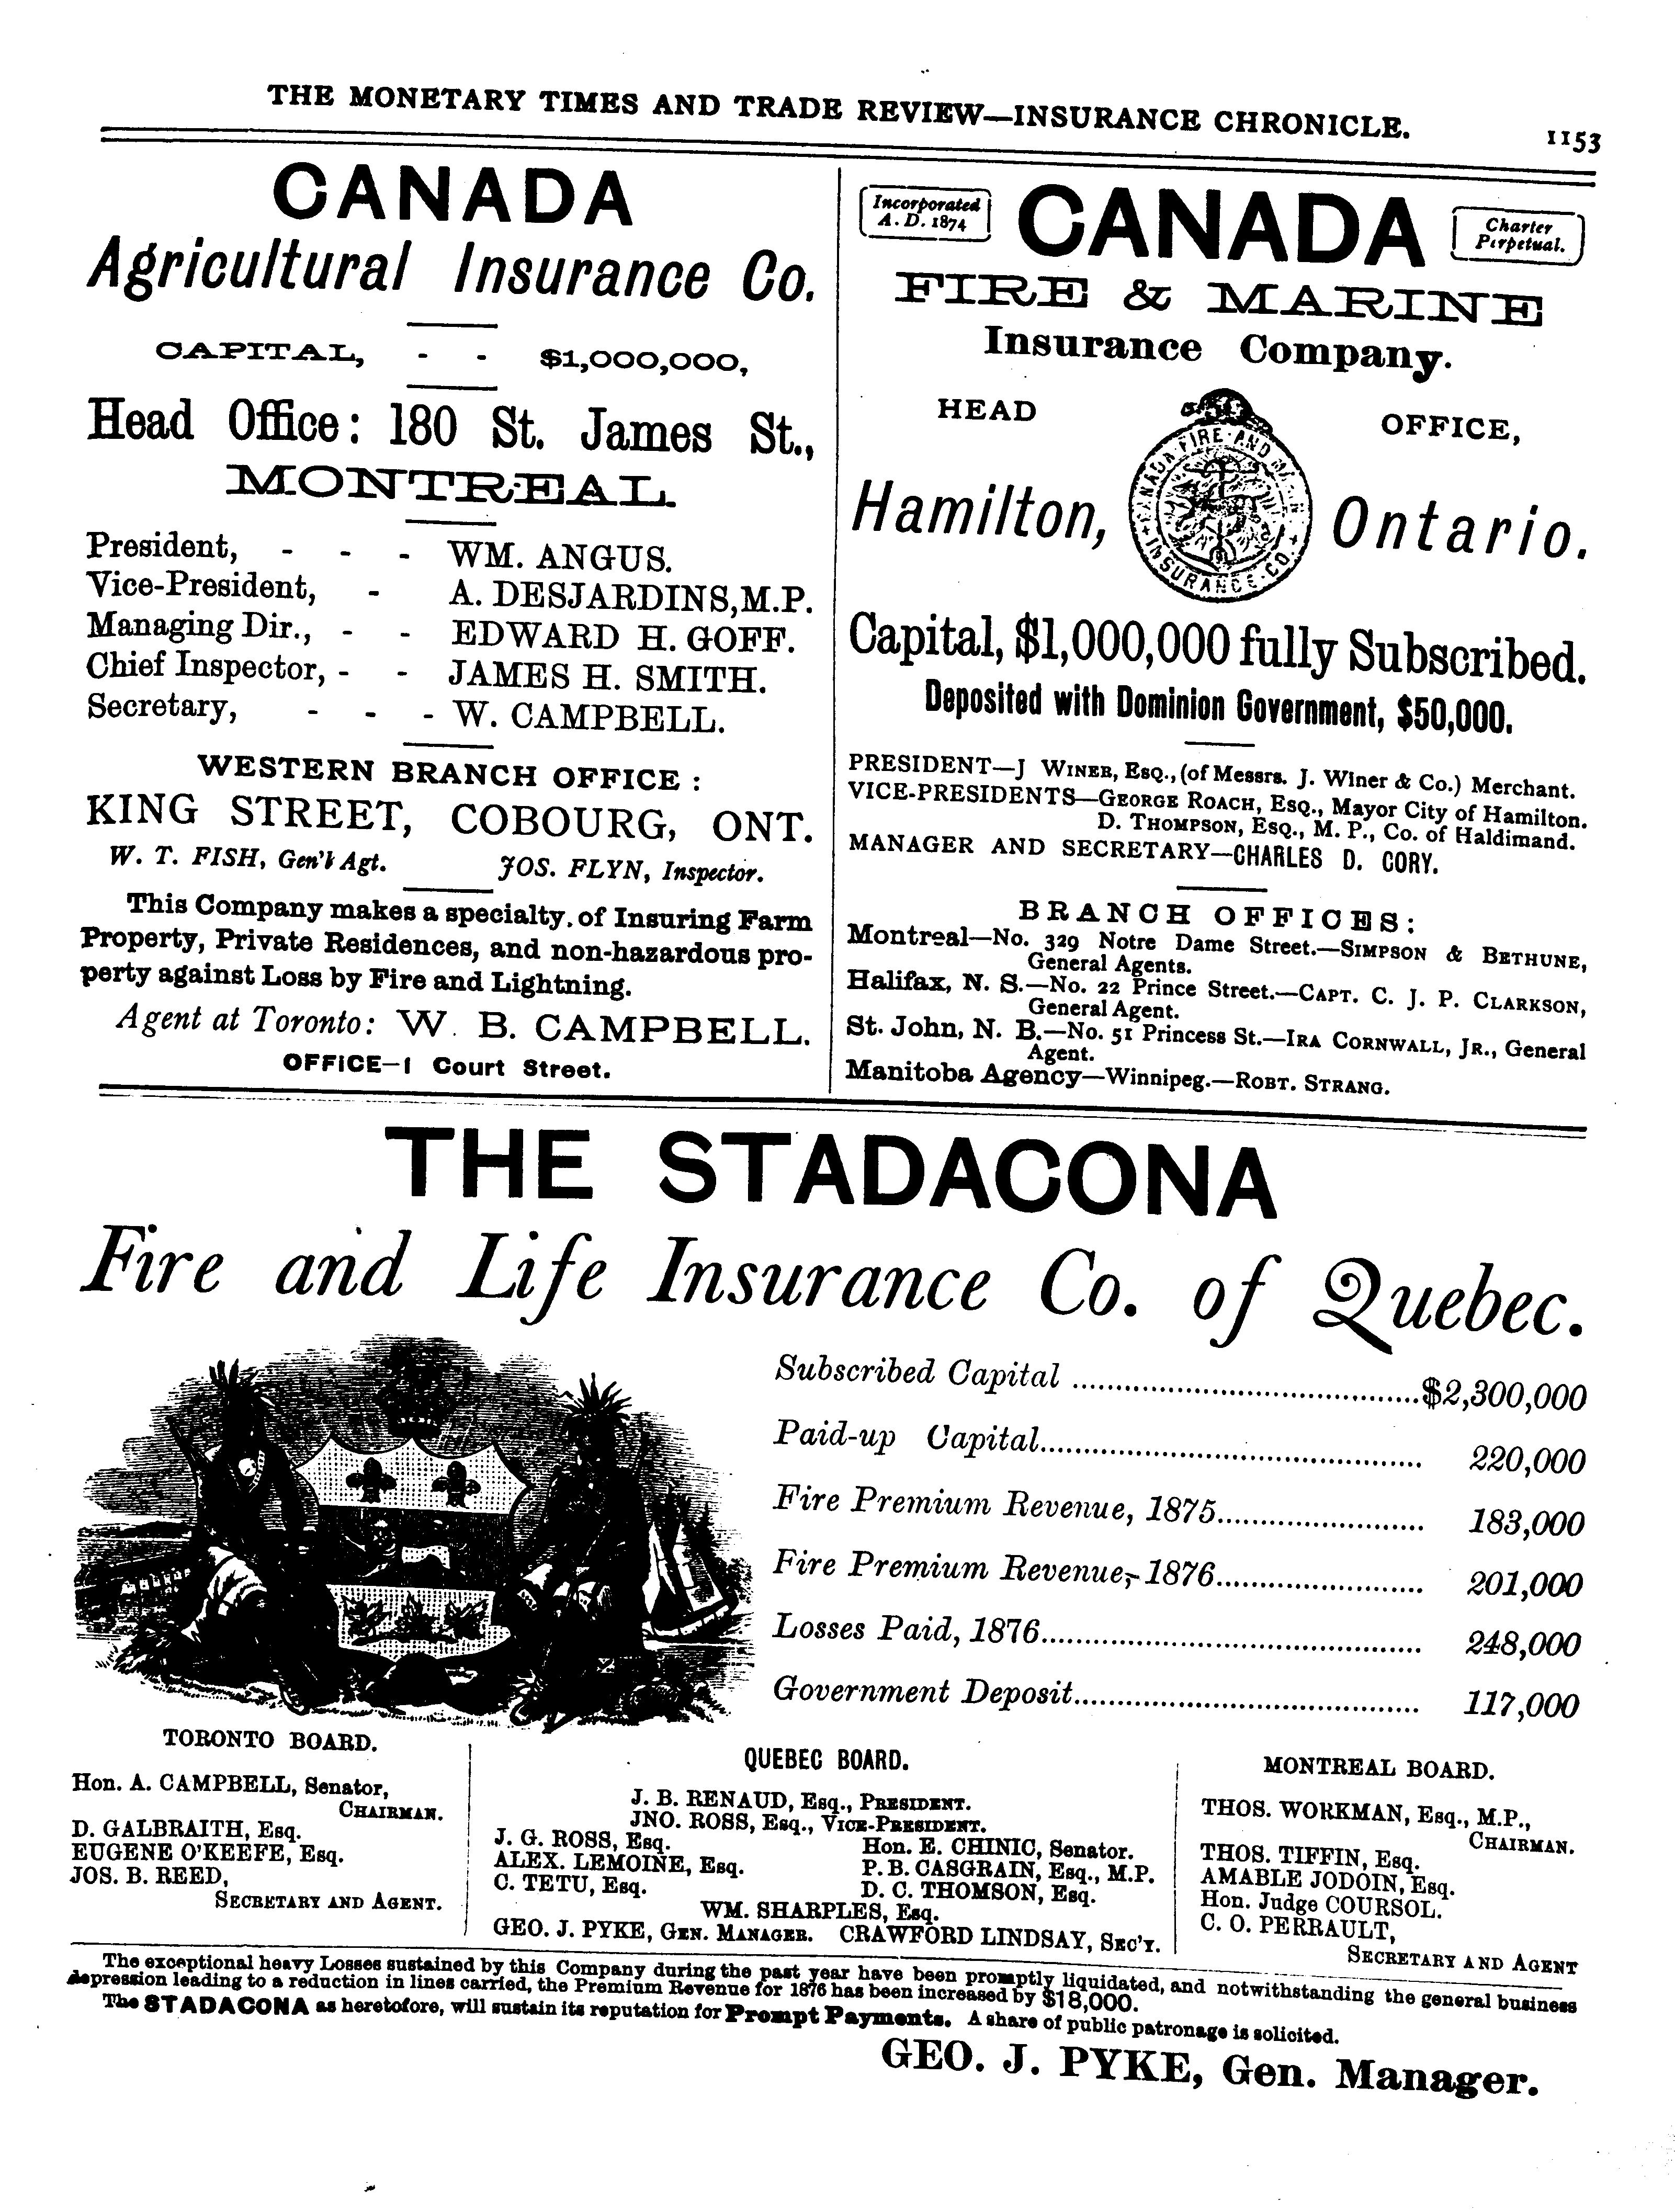 THE MONETARY TIMES AND TRADE REVIEW—INSURANCE CHRONICLE. 1153
CANADA
Agricultural Insurance Co.
CAPITAL, - - $1,000,000,
Head Office: 180 St. James St.,
MONTREAL.
President, - - - WM. ANGUS.
Vice-President, - A. DESJARDINS, M.P.
Managing Dir., - - EDWARD H. GOFF.
Chief Inspector, - - JAMES H. SMITH.
Secretary, - - - W. CAMPBELL.
WESTERN BRANCH OFFICE :
KING STREET, COBOURG, ONT.
W. T. FISH, Gen'l Agt. JOS. FLYN, Inspector.
This Company makes a specialty. of Insuring Farm
Property, Private Residences, and non-hazardous pro-
perty against Loss by Fire and Lightning.
Agent at Toronto: W. B. CAMPBELL.
OFFICE—1 Court Street.
Incorporated
A. D. 1874
CANADA
Charter
Perpetual.
FIRE & MARINE
Insurance Company.
HEAD OFFICE,
CANADA FIRE AND MARIN
INSURANCE CO.
Hamilton, Ontario.
Capital, $1,000,000 fully Subscribed.
Deposited with Dominion Government, $50,000.
PRESIDENT—J WINER, ESQ., (of Messrs. J. Winer & Co.) Merchant.
VICE-PRESIDENTS—GEORGE ROACH, ESQ., Mayor City of Hamilton.
D. THOMPSON, ESQ., M. P., Co. of Haldimand.
MANAGER AND SECRETARY—CHARLES D. CORY.
BRANCH OFFICES:
Montreal—No. 329 Notre Dame Street.—SIMPSON & BETHUNE,
General Agents.
Halifax, N. S.—No. 22 Prince Street.—CAPT. C. J. P. CLARKSON,
General Agent.
St. John, N. B.—No. 51 Princess St.—IRA CORNWALL, JR., General
Agent.
Manitoba Agency—Winnipeg.—ROBT. STRANG.
THE STADACONA
Fire and Life Insurance Co. of Quebec.
Subscribed Capital ........................................$2,300,000
Paid-up Capital............................................ 220,000
Fire Premium Revenue, 1875........................ 183,000
Fire Premium Revenue, 1876........................ 201,000
Losses Paid, 1876............................................ 248,000
Government Deposit........................................ 117,000
TORONTO BOARD.
Hon. A. CAMPBELL, Senator,
CHAIRMAN.
D. GALBRAITH, Esq.
EUGENE O'KEEFE, Esq.
JOS. B. REED,
SECRETARY AND AGENT.
QUEBEC BOARD.
J. B. RENAUD, Esq., PRESIDENT.
JNO. ROSS, Esq., VICE-PRESIDENT.
J. G. ROSS, Esq. Hon. E. CHINIC, Senator.
ALEX. LEMOINE, Esq. P. B. CASGRAIN, Esq., M.P.
C. TETU, Esq. D. C. THOMSON, Esq.
WM. SHARPLES, Esq.
GEO. J. PYKE, GEN. MANAGER. CRAWFORD LINDSAY, SEC'Y.
MONTREAL BOARD.
THOS. WORKMAN, Esq., M.P.,
CHAIRMAN.
THOS. TIFFIN, Esq.
AMABLE JODOIN, Esq.
Hon. Judge COURSOL.
C. O. PERRAULT,
SECRETARY AND AGENT
The exceptional heavy Losses sustained by this Company during the past year have been promptly liquidated, and notwithstanding the general business
depression leading to a reduction in lines carried, the Premium Revenue for 1876 has been increased by $18,000.
The STADACONA as heretofore, will sustain its reputation for Prompt Payments. A share of public patronage is solicited.
GEO. J. PYKE, Gen. Manager.